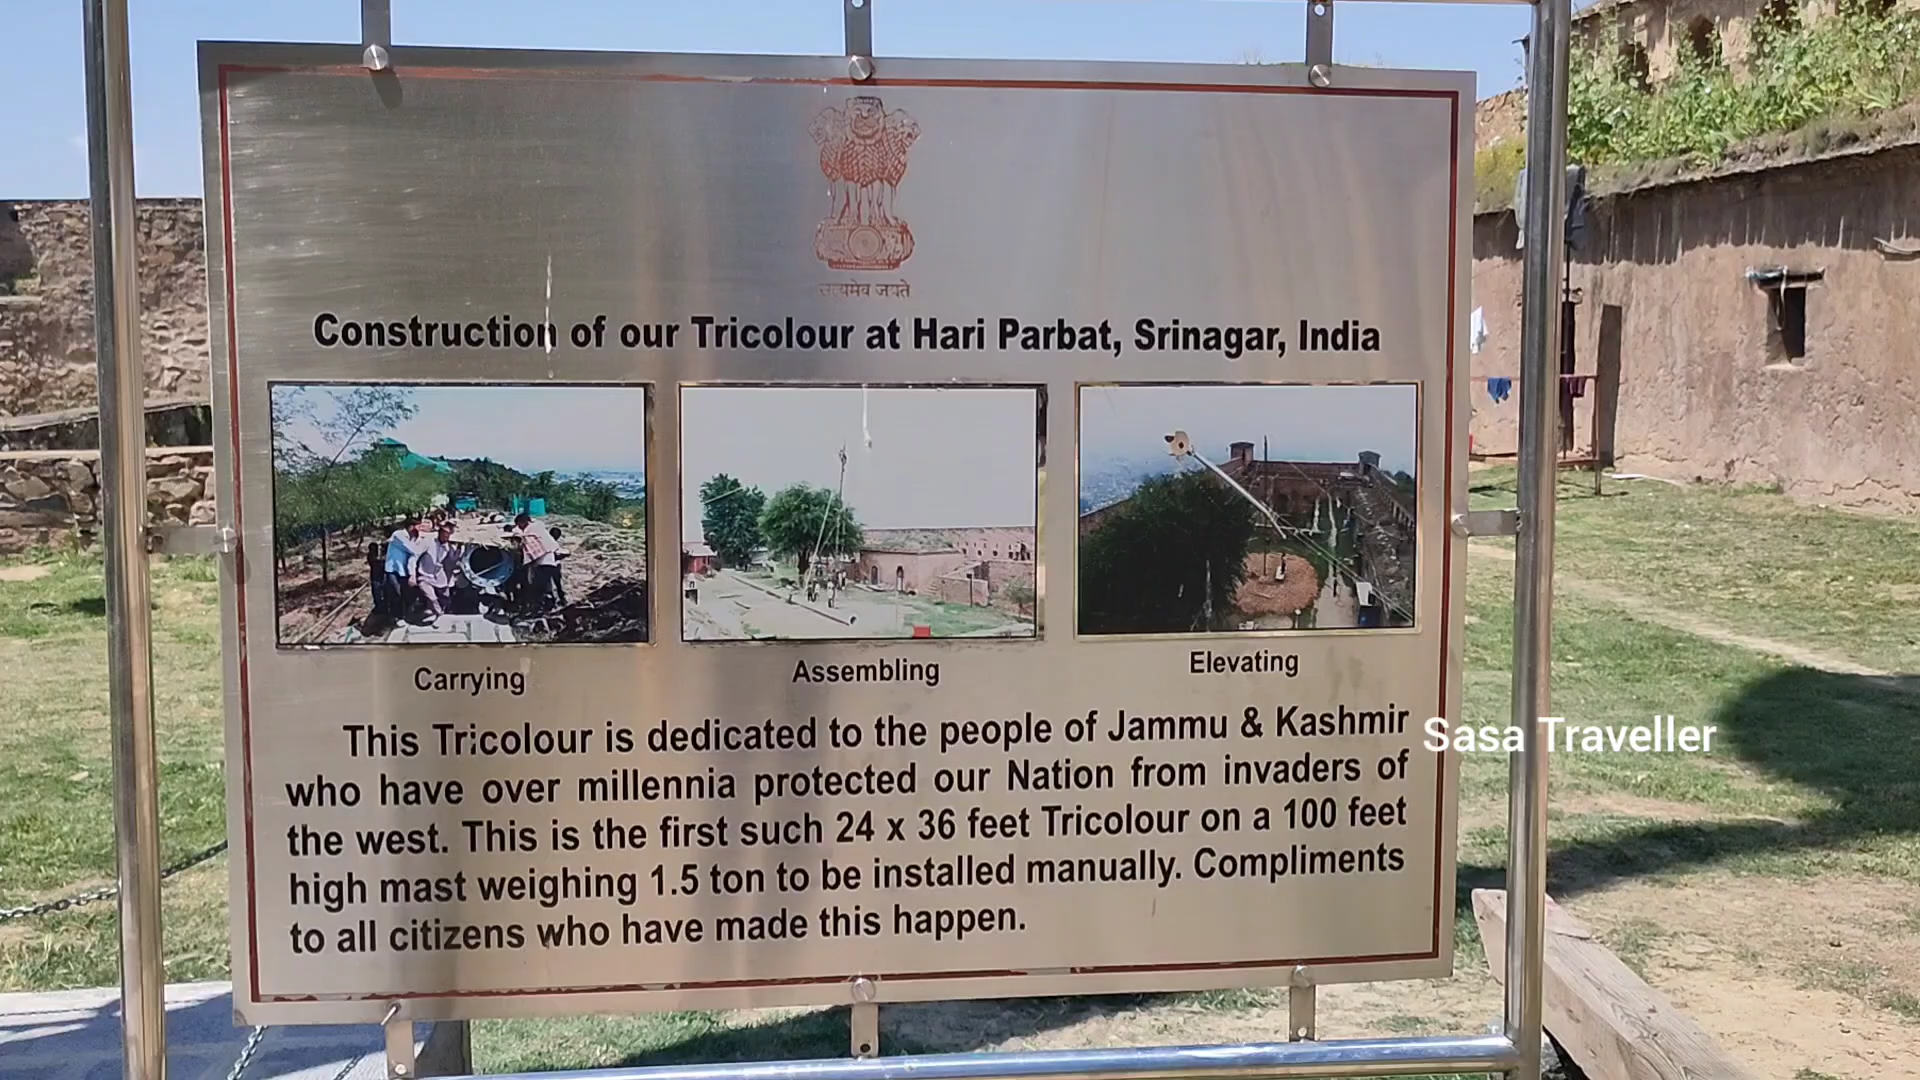 सत्यमेव जयते
Construction of our Tricolour at Hari Parbat, Srinagar, India
Carrying
Assembling
Elevating
This Tricolour is dedicated to the people of Jammu & Kashmir
who have over millennia protected our Nation from invaders of
the west. This is the first such 24 x 36 feet Tricolour on a 100 feet
high mast weighing 1.5 ton to be installed manually. Compliments
to all citizens who have made this happen.
Sasa Traveller